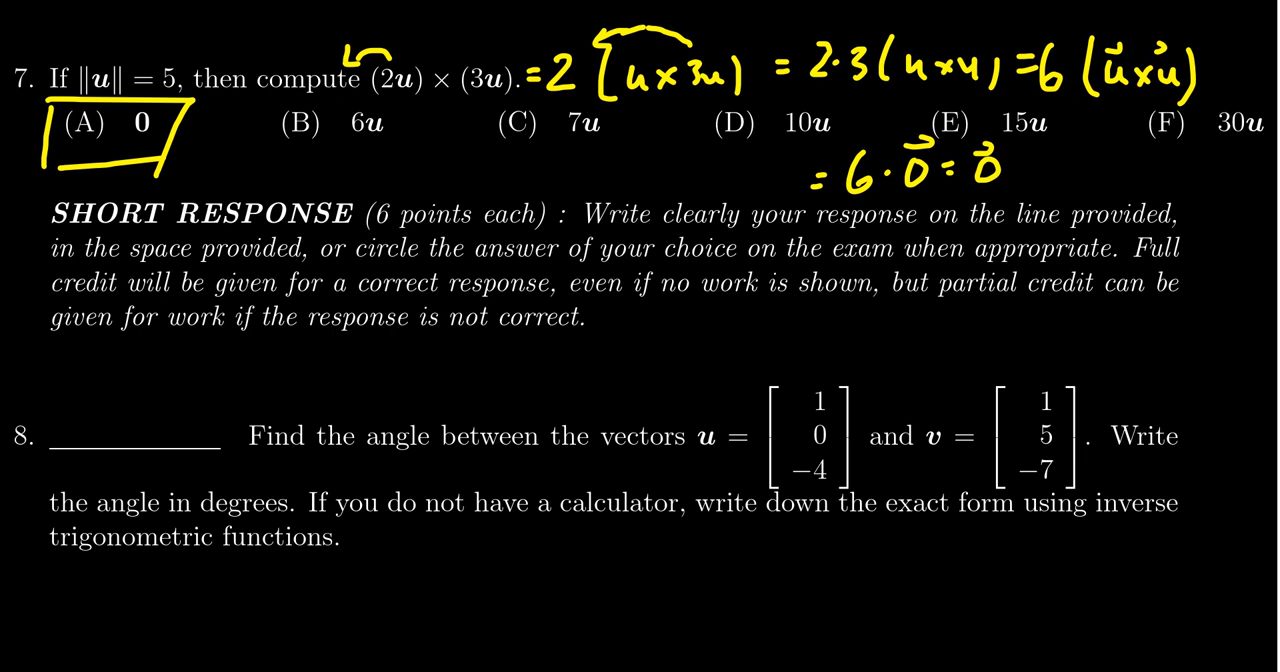 7. If ‖u‖ = 5, then compute (2u) × (3u). = 2 [u × 3u) = 2·3(u×u) = 6 (u⃗×u⃗)
(A) 0 (B) 6u (C) 7u (D) 10u (E) 15u (F) 30u
= 6 · 0⃗ = 0⃗
SHORT RESPONSE (6 points each) : Write clearly your response on the line provided,
in the space provided, or circle the answer of your choice on the exam when appropriate. Full
credit will be given for a correct response, even if no work is shown, but partial credit can be
given for work if the response is not correct.
8. ____________ Find the angle between the vectors u = [1 0 −4] and v = [1 5 −7]. Write
the angle in degrees. If you do not have a calculator, write down the exact form using inverse
trigonometric functions.